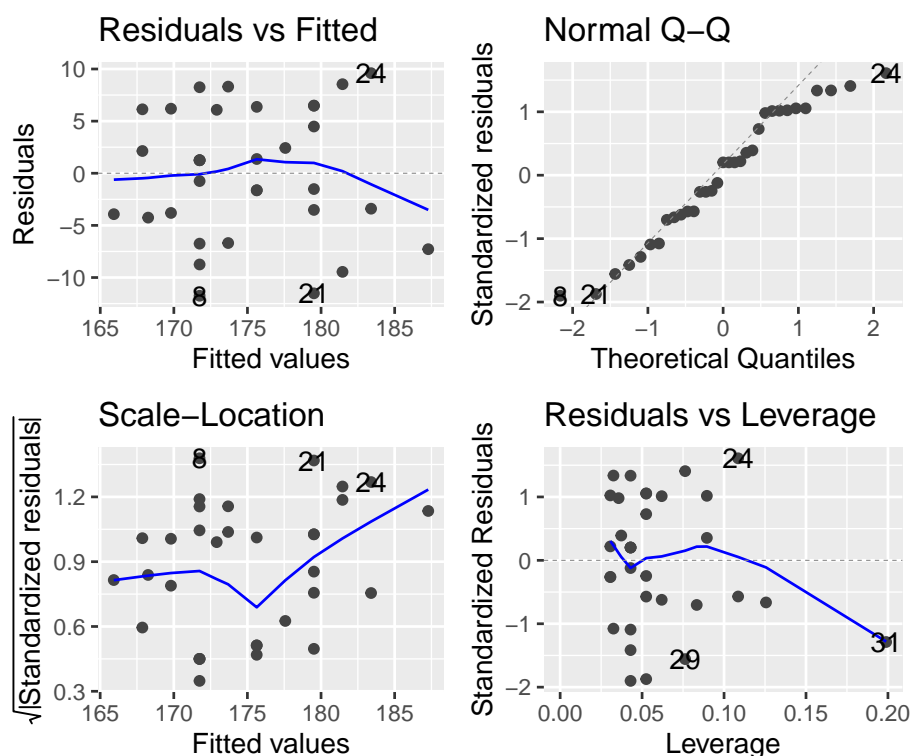 Residuals vs Fitted
10
5
0
−5
−10
165 170 175 180 185
Fitted values
Residuals
24
8
21
Normal Q−Q
1
0
−1
−2
−2 −1 0 1 2
Theoretical Quantiles
Standardized residuals
24
8
21
Scale−Location
1.2
0.9
0.6
0.3
165 170 175 180 185
Fitted values
√|Standardized residuals|
8
21
24
Residuals vs Leverage
1
0
−1
−2
0.00 0.05 0.10 0.15 0.20
Leverage
Standardized Residuals
24
31
29